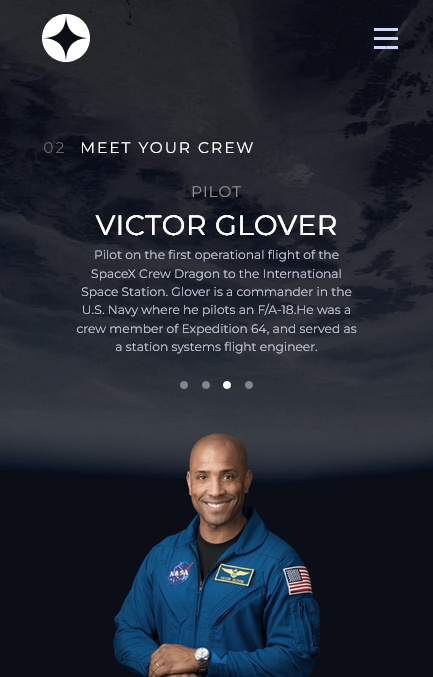 02 MEET YOUR CREW
PILOT
VICTOR GLOVER
Pilot on the first operational flight of the
SpaceX Crew Dragon to the International
Space Station. Glover is a commander in the
U.S. Navy where he pilots an F/A-18.He was a
crew member of Expedition 64, and served as
a station systems flight engineer.
NASA